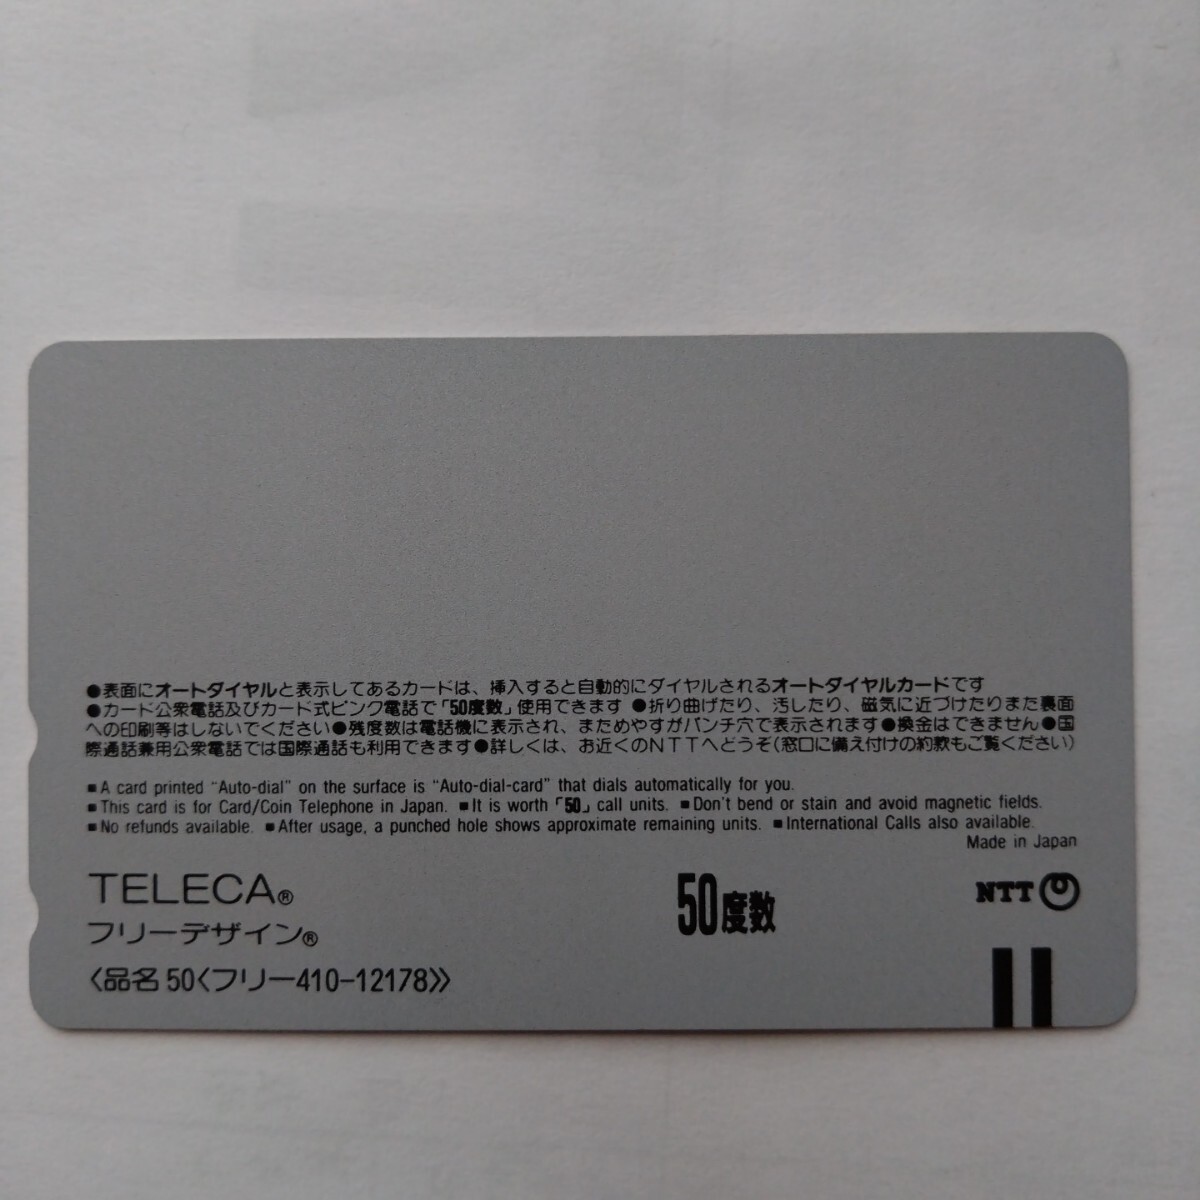 ●表面にオートダイヤルと表示してあるカードは、挿入すると自動的にダイヤルされるオートダイヤルカードです
●カード公衆電話及びカード式ピンク電話で「50度数」使用できます ●折り曲げたり、汚したり、磁気に近づけたりまた裏面
への印刷等はしないでください●残度数は電話機に表示され、まためやすがパンチ穴で表示されます●換金はできません●国
際通話兼用公衆電話では国際通話も利用できます●詳しくは、お近くのNTTへどうぞ(窓口に備え付けの約款もご覧ください)
■A card printed "Auto-dial" on the surface is "Auto-dial-card" that dials automatically for you.
■This card is for Card/Coin Telephone in Japan. ■It is worth「50」call units. ■Don't bend or stain and avoid magnetic fields.
■No refunds available. ■After usage, a punched hole shows approximate remaining units. ■International Calls also available.
Made in Japan
TELECA®
50度数
NTT
フリーデザイン®
〈品名 50〈フリー410-12178〉〉